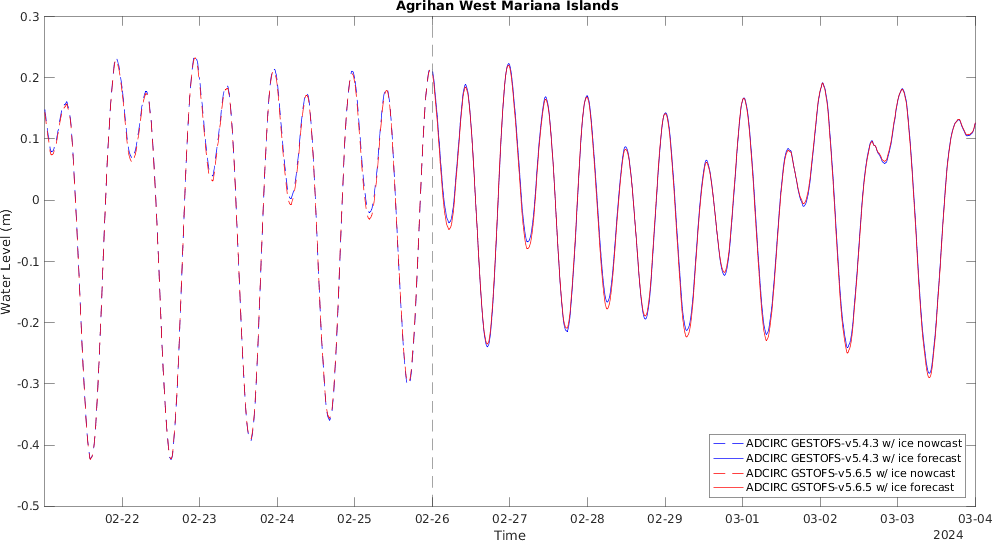 Agrihan West Mariana Islands
0.3
0.2
0.1
0
-0.1
-0.2
-0.3
-0.4
-0.5
Water Level (m)
ADCIRC GESTOFS-v5.4.3 w/ ice nowcast
ADCIRC GESTOFS-v5.4.3 w/ ice forecast
ADCIRC GSTOFS-v5.6.5 w/ ice nowcast
ADCIRC GSTOFS-v5.6.5 w/ ice forecast
02-22 02-23 02-24 02-25 02-26 02-27 02-28 02-29 03-01 03-02 03-03 03-04
Time
2024